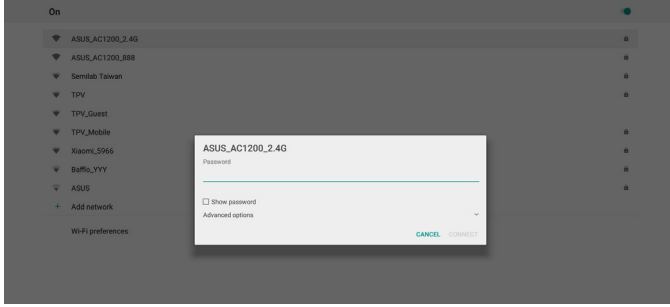 On
ASUS_AC1200_2.4G
ASUS_AC1200_888
Semilab Taiwan
TPV
TPV_Guest
TPV_Mobile
Xiaomi_5966
Baffio_YYY
ASUS
+ Add network
Wi-Fi preferences
ASUS_AC1200_2.4G
Password
Show password
Advanced options
CANCEL CONNECT